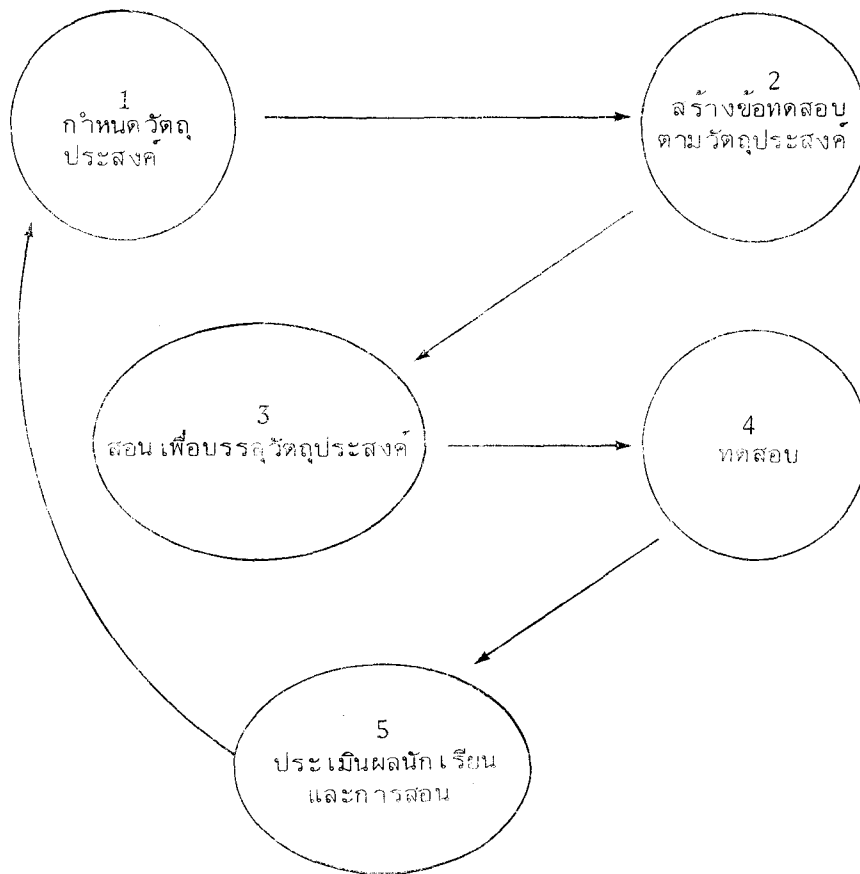 1
กำหนดวัตถุ
ประสงค์
2
สร้างข้อทดสอบ
ตามวัตถุประสงค์
3
สอนเพื่อบรรลุวัตถุประสงค์
4
ทดสอบ
5
ประเมินผลนักเรียน
และการสอน